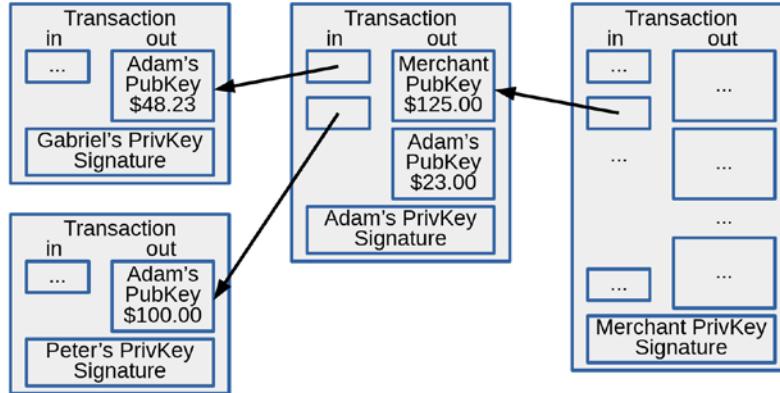 Transaction
in out
...
Adam's
PubKey
$48.23
Gabriel's PrivKey
Signature
Transaction
in out
...
Adam's
PubKey
$100.00
Peter's PrivKey
Signature
Transaction
in out
Merchant
PubKey
$125.00
Adam's
PubKey
$23.00
Adam's PrivKey
Signature
Transaction
in out
...
...
...
...
...
...
...
Merchant PrivKey
Signature